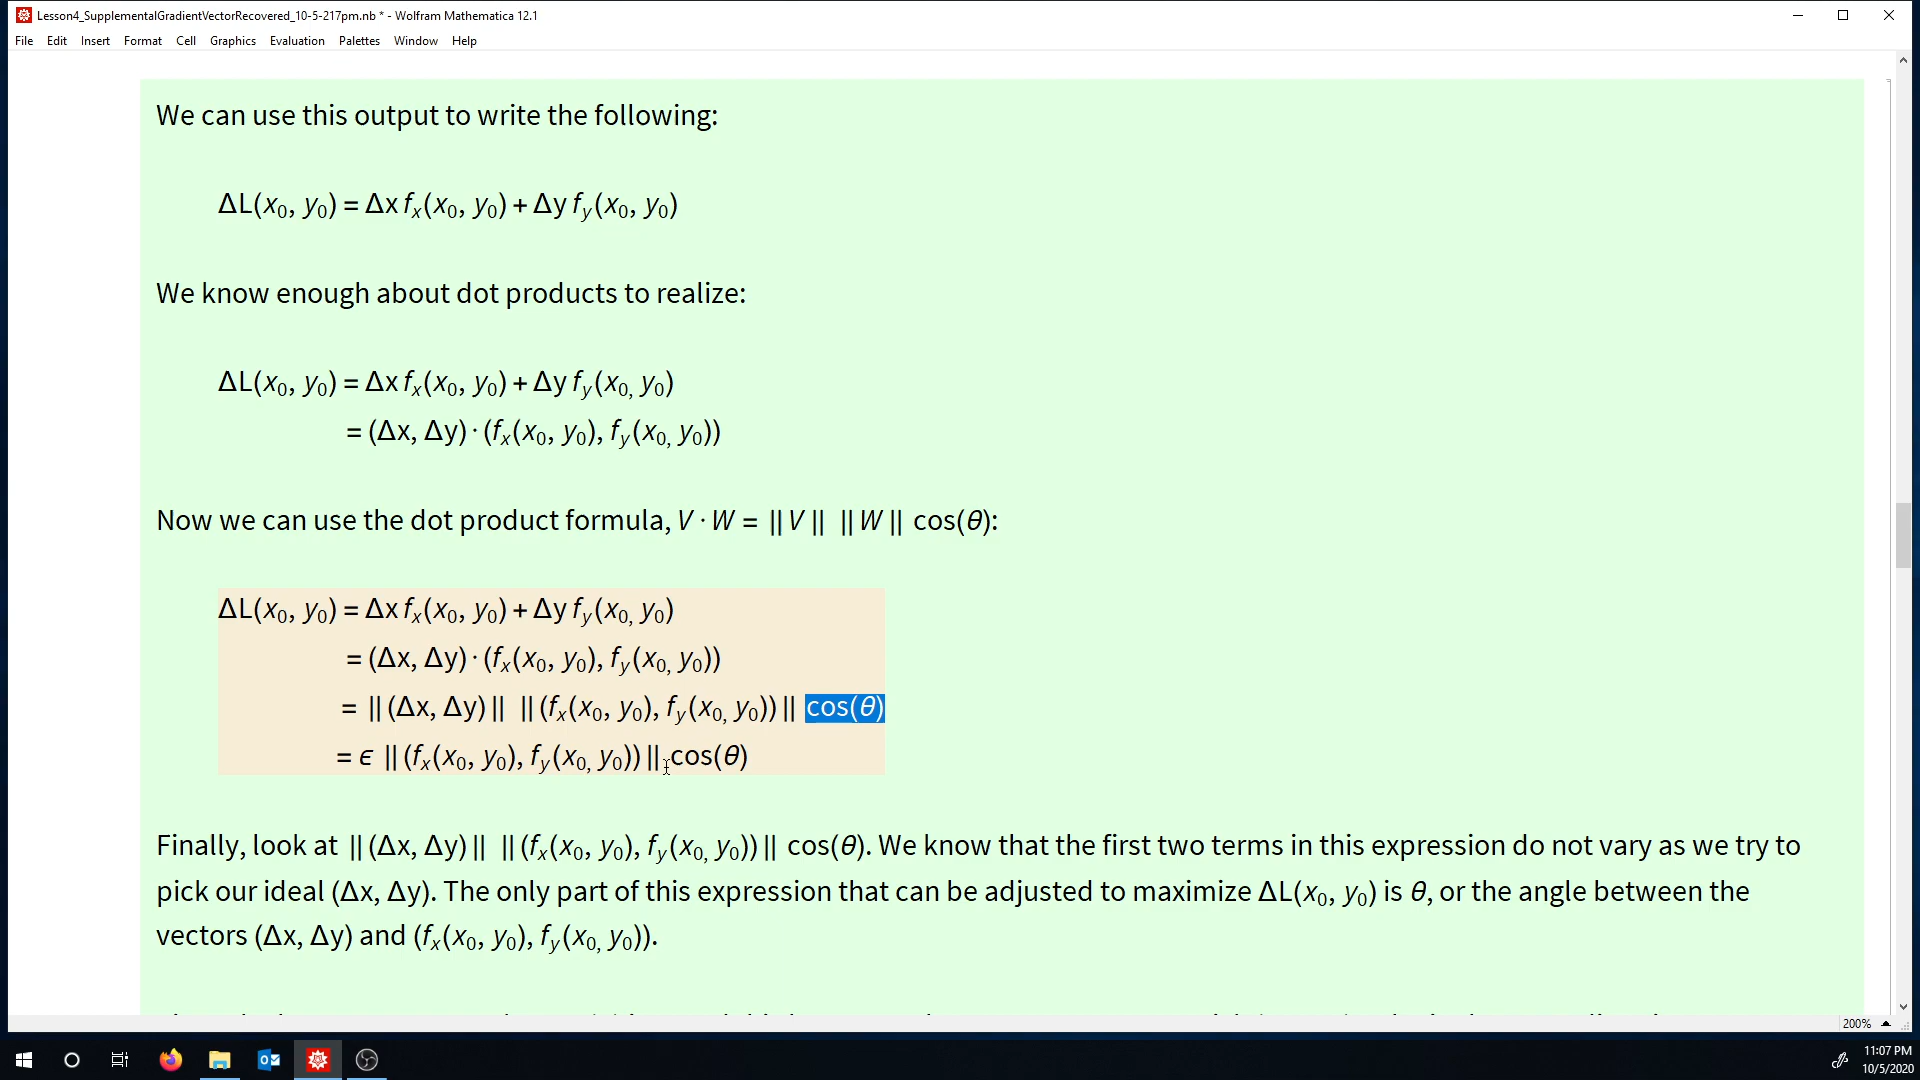 Lesson4_SupplementalGradientVectorRecovered_10-5-217pm.nb * - Wolfram Mathematica 12.1
File Edit Insert Format Cell Graphics Evaluation Palettes Window Help
We can use this output to write the following:
ΔL(x₀, y₀) = Δx fₓ(x₀, y₀) + Δy f_y(x₀, y₀)
We know enough about dot products to realize:
ΔL(x₀, y₀) = Δx fₓ(x₀, y₀) + Δy f_y(x₀, y₀)
= (Δx, Δy) · (fₓ(x₀, y₀), f_y(x₀, y₀))
Now we can use the dot product formula, V · W = ||V|| ||W|| cos(θ):
ΔL(x₀, y₀) = Δx fₓ(x₀, y₀) + Δy f_y(x₀, y₀)
= (Δx, Δy) · (fₓ(x₀, y₀), f_y(x₀, y₀))
= ||(Δx, Δy)|| ||(fₓ(x₀, y₀), f_y(x₀, y₀))|| cos(θ)
= ϵ ||(fₓ(x₀, y₀), f_y(x₀, y₀))|| cos(θ)
Finally, look at ||(Δx, Δy)|| ||(fₓ(x₀, y₀), f_y(x₀, y₀))|| cos(θ). We know that the first two terms in this expression do not vary as we try to
pick our ideal (Δx, Δy). The only part of this expression that can be adjusted to maximize ΔL(x₀, y₀) is θ, or the angle between the
vectors (Δx, Δy) and (fₓ(x₀, y₀), f_y(x₀, y₀)).
200%
11:07 PM
10/5/2020